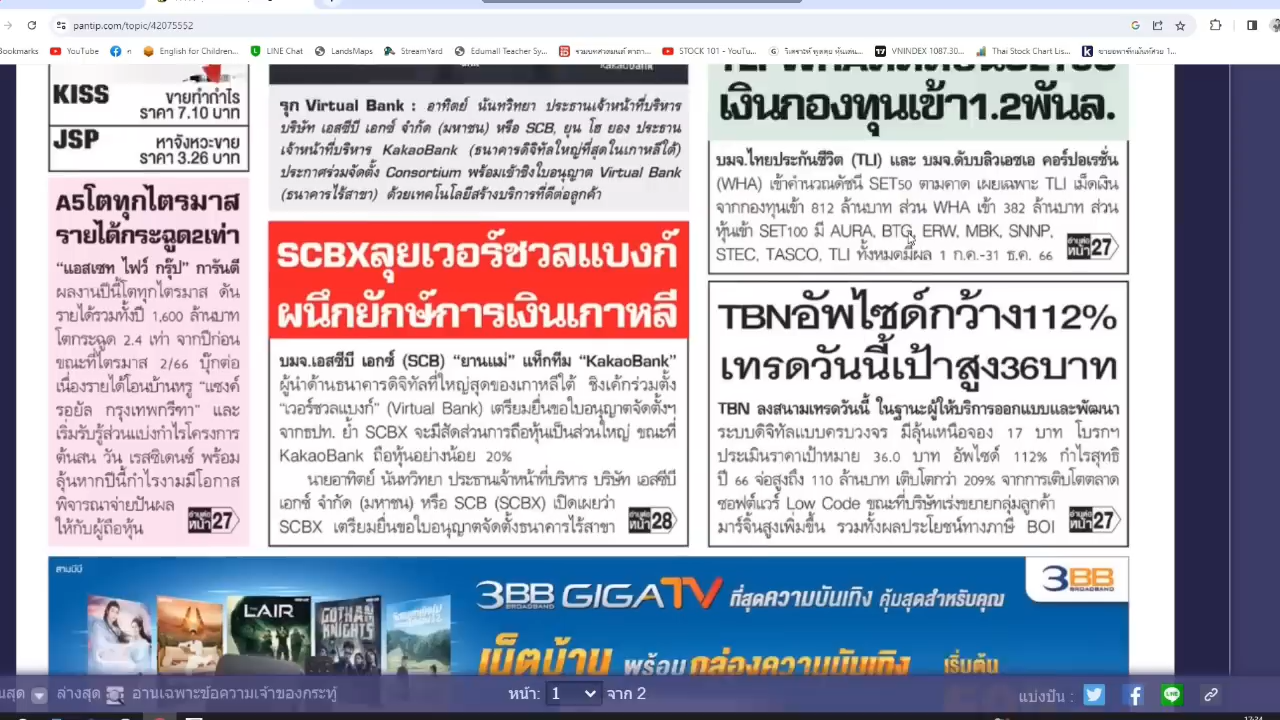 pantip.com/topic/42075552
Bookmarks
YouTube
English for Children...
LINE Chat
LandsMaps
StreamYard
Edumall Teacher Sy...
STOCK 101 - YouTu...
VNINDEX 1087.30...
Thai Stock Chart Lis...
KISS
ขายทำกำไร
ราคา 7.10 บาท
JSP
หาจังหวะขาย
ราคา 3.26 บาท
A5โตทุกไตรมาส
รายได้กระฉูด2เท่า
“แอสเซท ไฟว์ กรุ๊ป” การันตี
ผลงานปีนี้โตทุกไตรมาส ดัน
รายได้รวมทั้งปี 1,600 ล้านบาท
โตกระฉูด 2.4 เท่า จากปีก่อน
ขณะที่ไตรมาส 2/66 บุ๊กต่อ
เนื่องรายได้โอนบ้านหรู “แชงค์
รอยัล กรุงเทพกรีฑา” และ
เริ่มรับรู้ส่วนแบ่งกำไรโครงการ
ต้นสน วัน เรสซิเดนซ์ พร้อม
ลุ้นหากปีนี้กำไรงามมีโอกาส
พิจารณาจ่ายปันผล
ให้กับผู้ถือหุ้น
อ่านต่อ
หน้า 27
KakaoBank
รุก Virtual Bank : อาทิตย์ นันทวิทยา ประธานเจ้าหน้าที่บริหาร
บริษัท เอสซีบี เอกซ์ จำกัด (มหาชน) หรือ SCB, ยุน โฮ ยอง ประธาน
เจ้าหน้าที่บริหาร KakaoBank (ธนาคารดิจิทัลใหญ่ที่สุดในเกาหลีใต้)
ประกาศร่วมจัดตั้ง Consortium พร้อมเข้าชิงใบอนุญาต Virtual Bank
(ธนาคารไร้สาขา) ด้วยเทคโนโลยีสร้างบริการที่ดีต่อลูกค้า
SCBXลุยเวอร์ชวลแบงก์
ผนึกยักษ์การเงินเกาหลี
บมจ.เอสซีบี เอกซ์ (SCB) “ยานแม่” แท็กทีม “KakaoBank”
ผู้นำด้านธนาคารดิจิทัลที่ใหญ่สุดของเกาหลีใต้ ชิงเค้กร่วมตั้ง
“เวอร์ชวลแบงก์” (Virtual Bank) เตรียมยื่นขอใบอนุญาตจัดตั้งฯ
จากธปท. ย้ำ SCBX จะมีสัดส่วนการถือหุ้นเป็นส่วนใหญ่ ขณะที่
KakaoBank ถือหุ้นอย่างน้อย 20%
นายอาทิตย์ นันทวิทยา ประธานเจ้าหน้าที่บริหาร บริษัท เอสซีบี
เอกซ์ จำกัด (มหาชน) หรือ SCB (SCBX) เปิดเผยว่า
SCBX เตรียมยื่นขอใบอนุญาตจัดตั้งธนาคารไร้สาขา
อ่านต่อ
หน้า 28
เงินกองทุนเข้า1.2พันล.
บมจ.ไทยประกันชีวิต (TLI) และ บมจ.ดับบลิวเอชเอ คอร์ปอเรชั่น
(WHA) เข้าคำนวณดัชนี SET50 ตามคาด เผยเฉพาะ TLI เม็ดเงิน
จากกองทุนเข้า 812 ล้านบาท ส่วน WHA เข้า 382 ล้านบาท ส่วน
หุ้นเข้า SET100 มี AURA, BTG, ERW, MBK, SNNP,
STEC, TASCO, TLI ทั้งหมดมีผล 1 ก.ค.-31 ธ.ค. 66
อ่านต่อ
หน้า 27
TBNอัพไซด์กว้าง112%
เทรดวันนี้เป้าสูง36บาท
TBN ลงสนามเทรดวันนี้ ในฐานะผู้ให้บริการออกแบบและพัฒนา
ระบบดิจิทัลแบบครบวงจร มีลุ้นเหนือจอง 17 บาท โบรกฯ
ประเมินราคาเป้าหมาย 36.0 บาท อัพไซด์ 112% กำไรสุทธิ
ปี 66 จ่อสูงถึง 110 ล้านบาท เติบโตกว่า 209% จากการเติบโตตลาด
ซอฟต์แวร์ Low Code ขณะที่บริษัทเร่งขยายกลุ่มลูกค้า
มาร์จิ้นสูงเพิ่มขึ้น รวมทั้งผลประโยชน์ทางภาษี BOI
อ่านต่อ
หน้า 27
สามบีบี
LAIR
GOTHAM
KNIGHTS
3BB GIGATV ที่สุดความบันเทิง คุ้มสุดสำหรับคุณ
BROADBAND
3BB
BROADBAND
เน็ตบ้าน พร้อม กล่องความบันเทิง เริ่มต้น
ล่างสุด
อ่านเฉพาะข้อความเจ้าของกระทู้
หน้า: 1 จาก 2
แบ่งปัน :